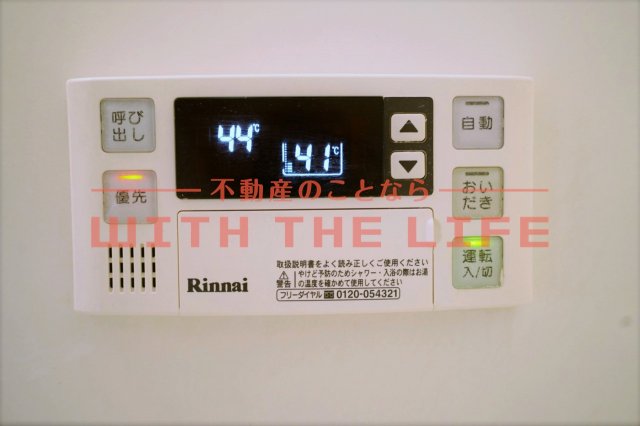 呼び
出し
優先
44℃
41℃
自動
おい
だき
運転
入/切
不動産のことなら
WITH THE LIFE
Rinnai
取扱説明書をよく読み正しくご使用ください
警告
やけど予防のためシャワー・入浴の際はお湯
の温度を確かめて使用してください
フリーダイヤル 0120-054321